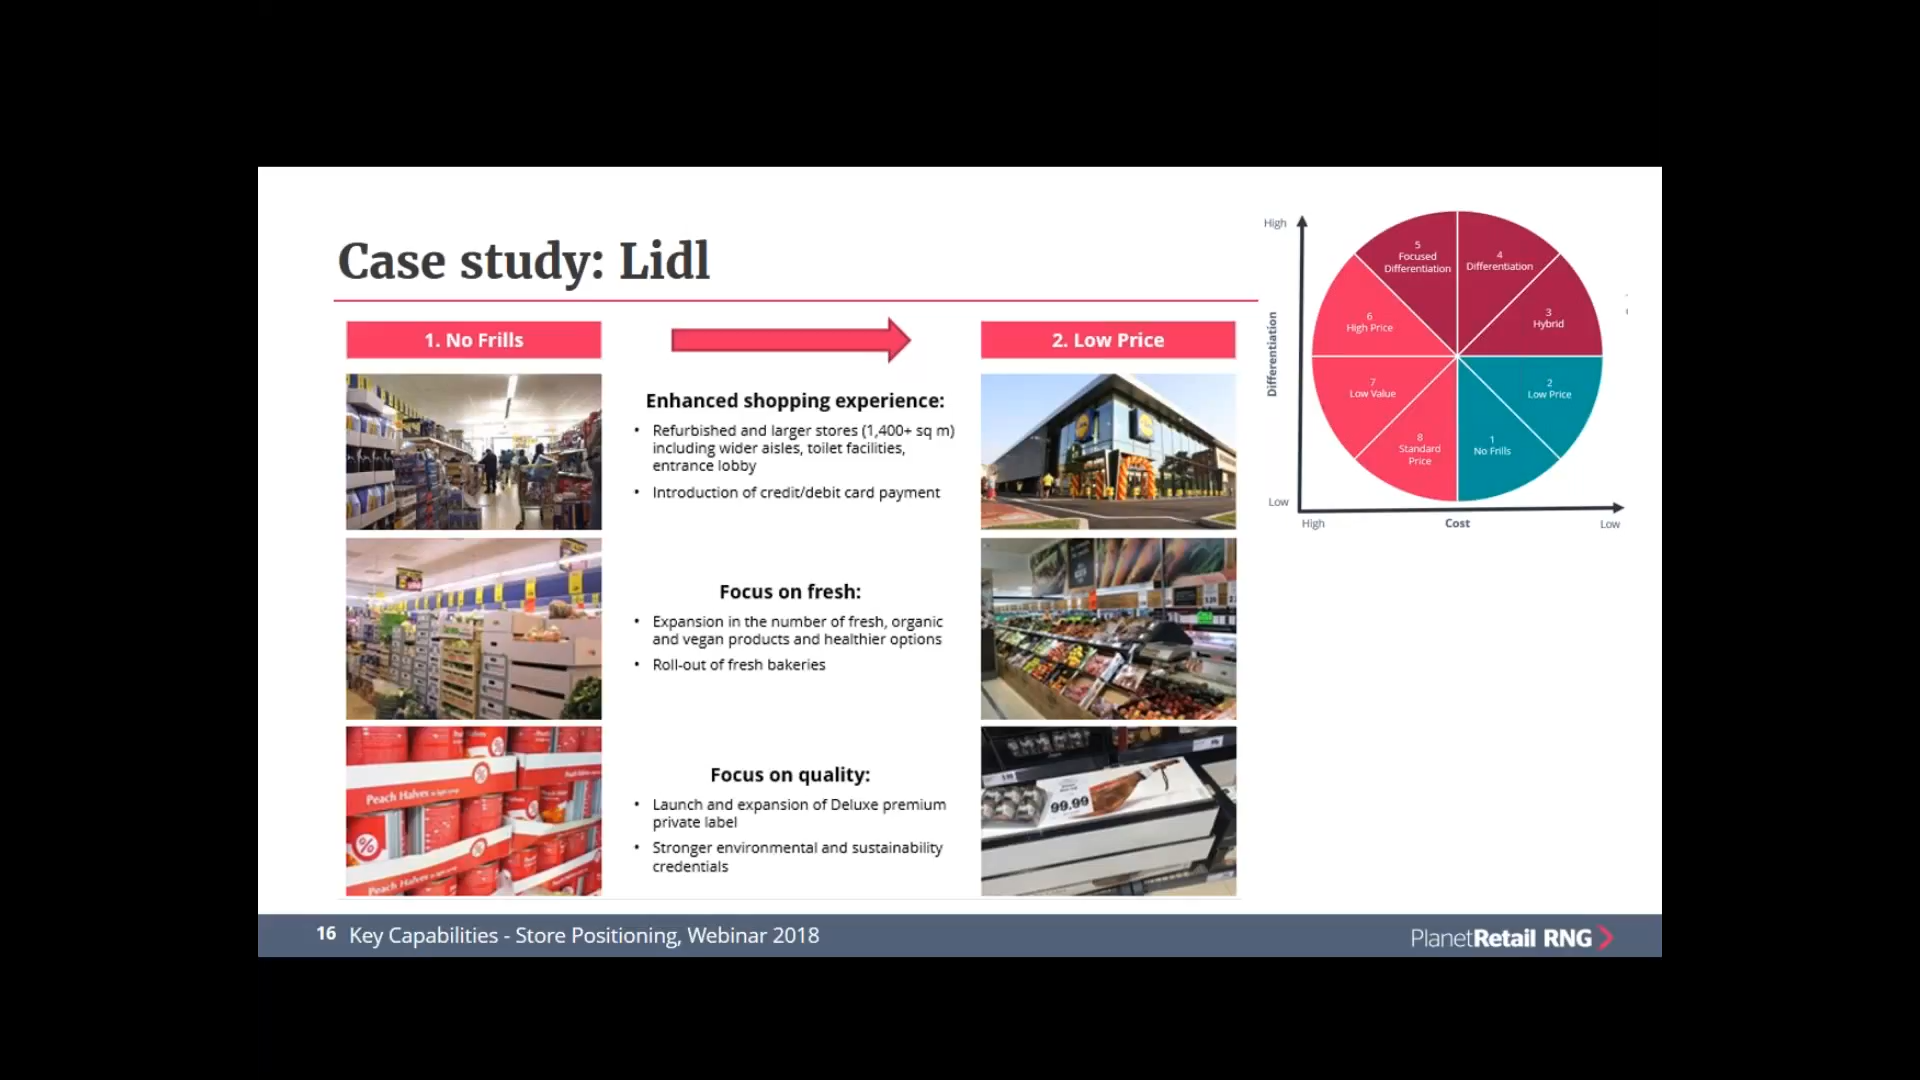 Case study: Lidl
1. No Frills
2. Low Price
Enhanced shopping experience:
• Refurbished and larger stores (1,400+ sq m)
including wider aisles, toilet facilities,
entrance lobby
• Introduction of credit/debit card payment
Focus on fresh:
• Expansion in the number of fresh, organic
and vegan products and healthier options
• Roll-out of fresh bakeries
Focus on quality:
• Launch and expansion of Deluxe premium
private label
• Stronger environmental and sustainability
credentials
Peach Halves
%
Peach Halves
99.99
High
Differentiation
Low
High
Cost
Low
5
Focused
Differentiation
4
Differentiation
3
Hybrid
6
High Price
7
Low Value
2
Low Price
8
Standard
Price
1
No Frills
16 Key Capabilities - Store Positioning, Webinar 2018
PlanetRetail RNG